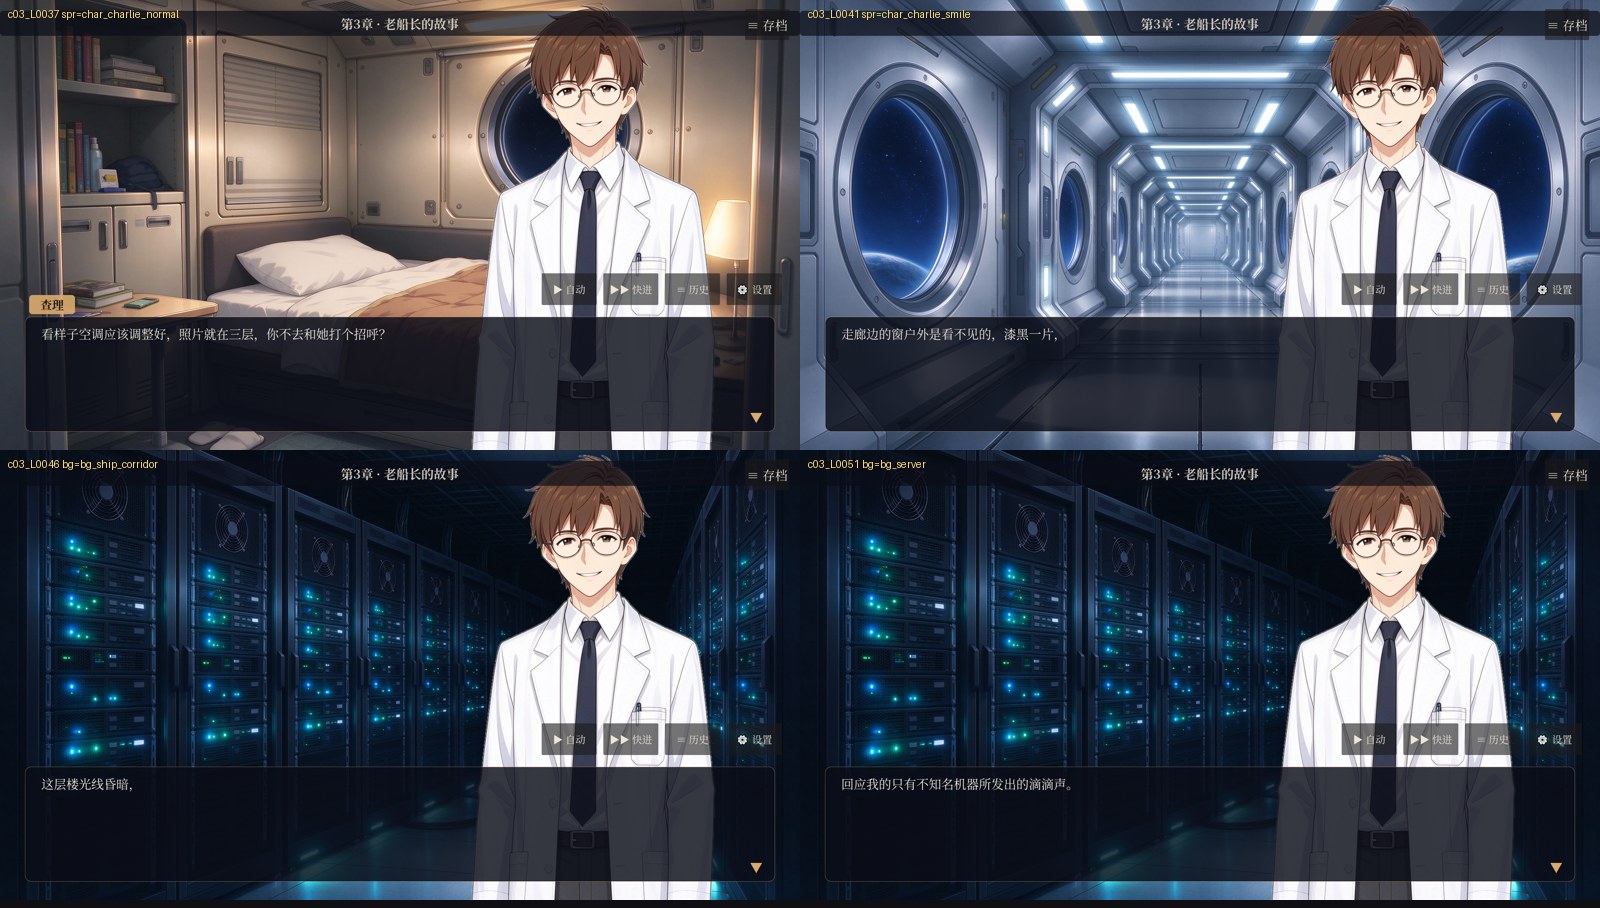 c03_L0037 spr=char_charlie_normal
第3章 · 老船长的故事
≡ 存档
▶ 自动
▶▶ 快进
≡ 历史
设置
查理
看样子空调应该调整好，照片就在三层，你不去和她打个招呼？
c03_L0041 spr=char_charlie_smile
第3章 · 老船长的故事
≡ 存档
▶ 自动
▶▶ 快进
≡ 历史
设置
走廊边的窗户外是看不见的，漆黑一片，
c03_L0046 bg=bg_ship_corridor
第3章 · 老船长的故事
≡ 存档
▶ 自动
▶▶ 快进
≡ 历史
设置
这层楼光线昏暗，
c03_L0051 bg=bg_server
第3章 · 老船长的故事
≡ 存档
▶ 自动
▶▶ 快进
≡ 历史
设置
回应我的只有不知名机器所发出的滴滴声。